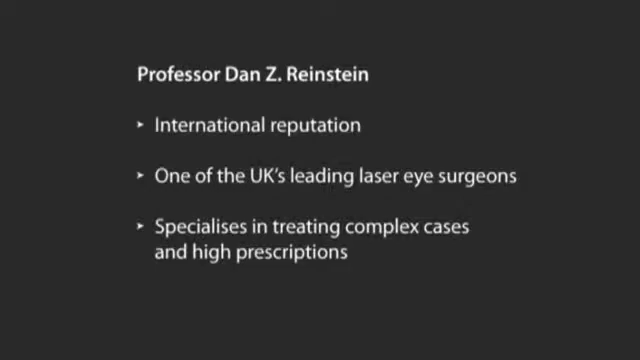 Professor Dan Z. Reinstein
‣ International reputation
‣ One of the UK's leading laser eye surgeons
‣ Specialises in treating complex cases
and high prescriptions